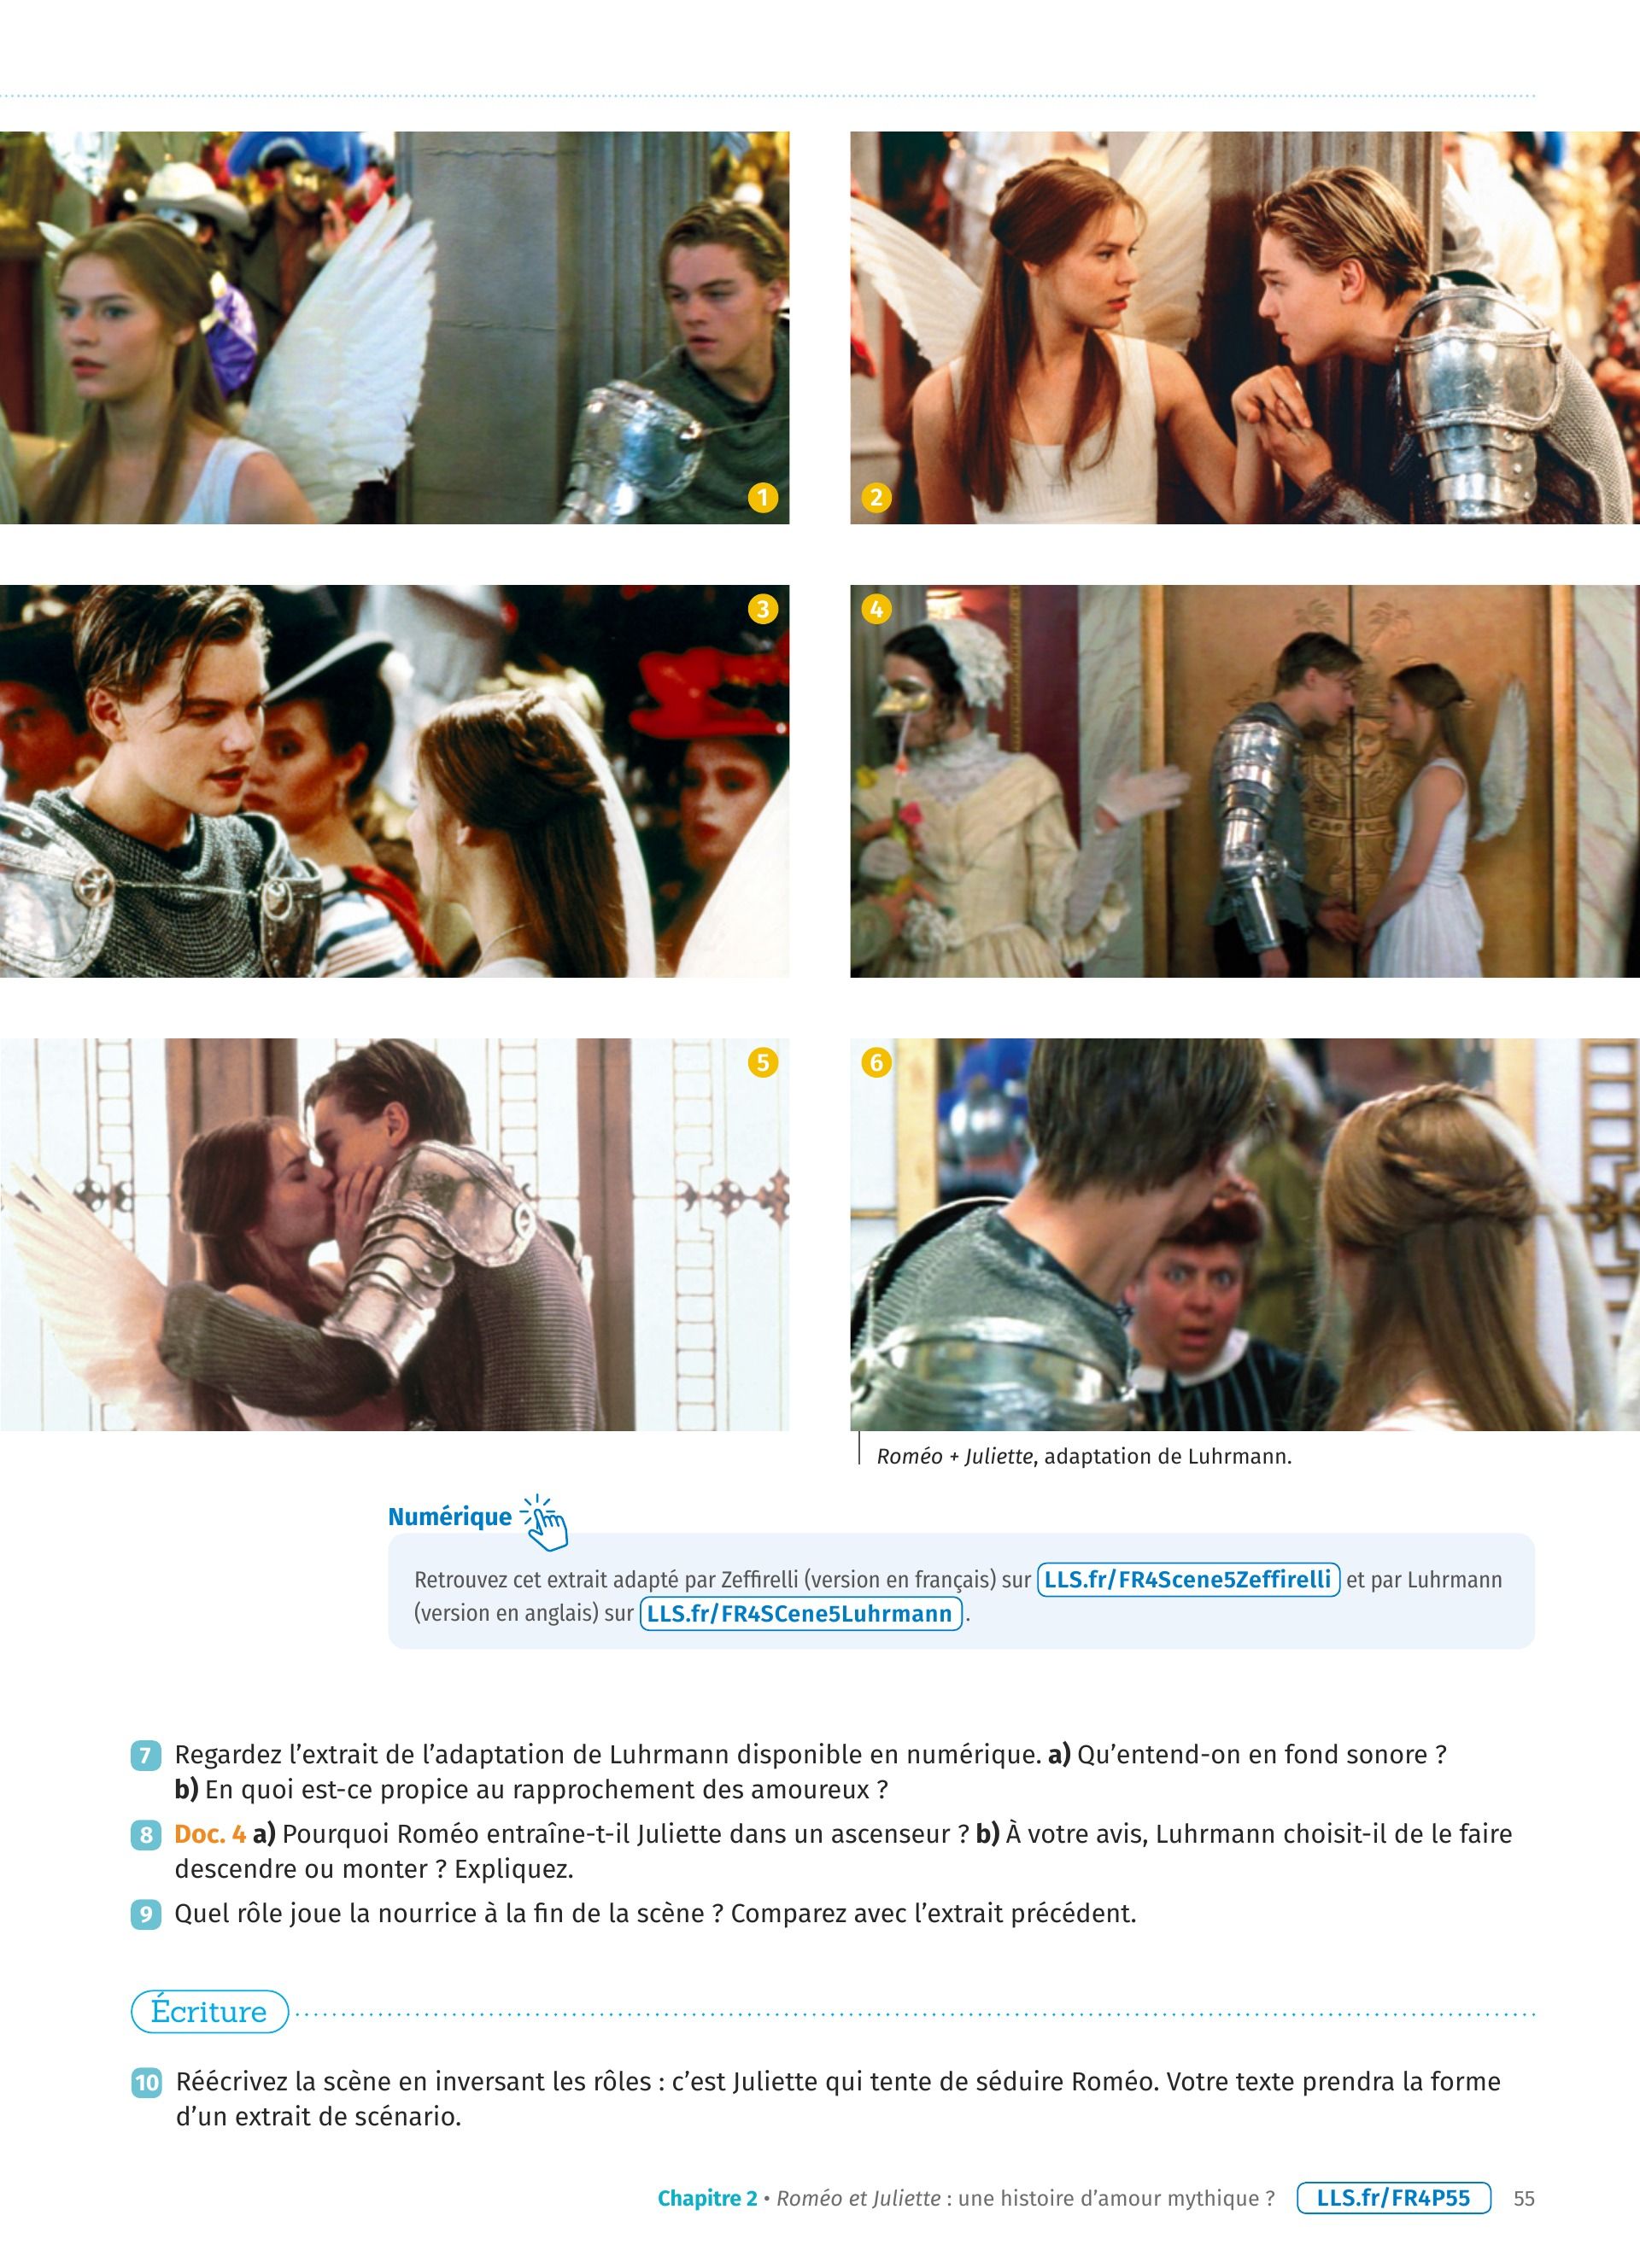 1
2
3
4
5
6
Roméo + Juliette, adaptation de Luhrmann.
Numérique
Retrouvez cet extrait adapté par Zeffirelli (version en français) sur LLS.fr/FR4Scene5Zeffirelli et par Luhrmann
(version en anglais) sur LLS.fr/FR4SCene5Luhrmann .
7 Regardez l’extrait de l’adaptation de Luhrmann disponible en numérique. a) Qu’entend-on en fond sonore ?
b) En quoi est-ce propice au rapprochement des amoureux ?
8 Doc. 4 a) Pourquoi Roméo entraîne-t-il Juliette dans un ascenseur ? b) À votre avis, Luhrmann choisit-il de le faire
descendre ou monter ? Expliquez.
9 Quel rôle joue la nourrice à la fin de la scène ? Comparez avec l’extrait précédent.
Écriture
10 Réécrivez la scène en inversant les rôles : c’est Juliette qui tente de séduire Roméo. Votre texte prendra la forme
d’un extrait de scénario.
Chapitre 2 • Roméo et Juliette : une histoire d’amour mythique ? LLS.fr/FR4P55 55